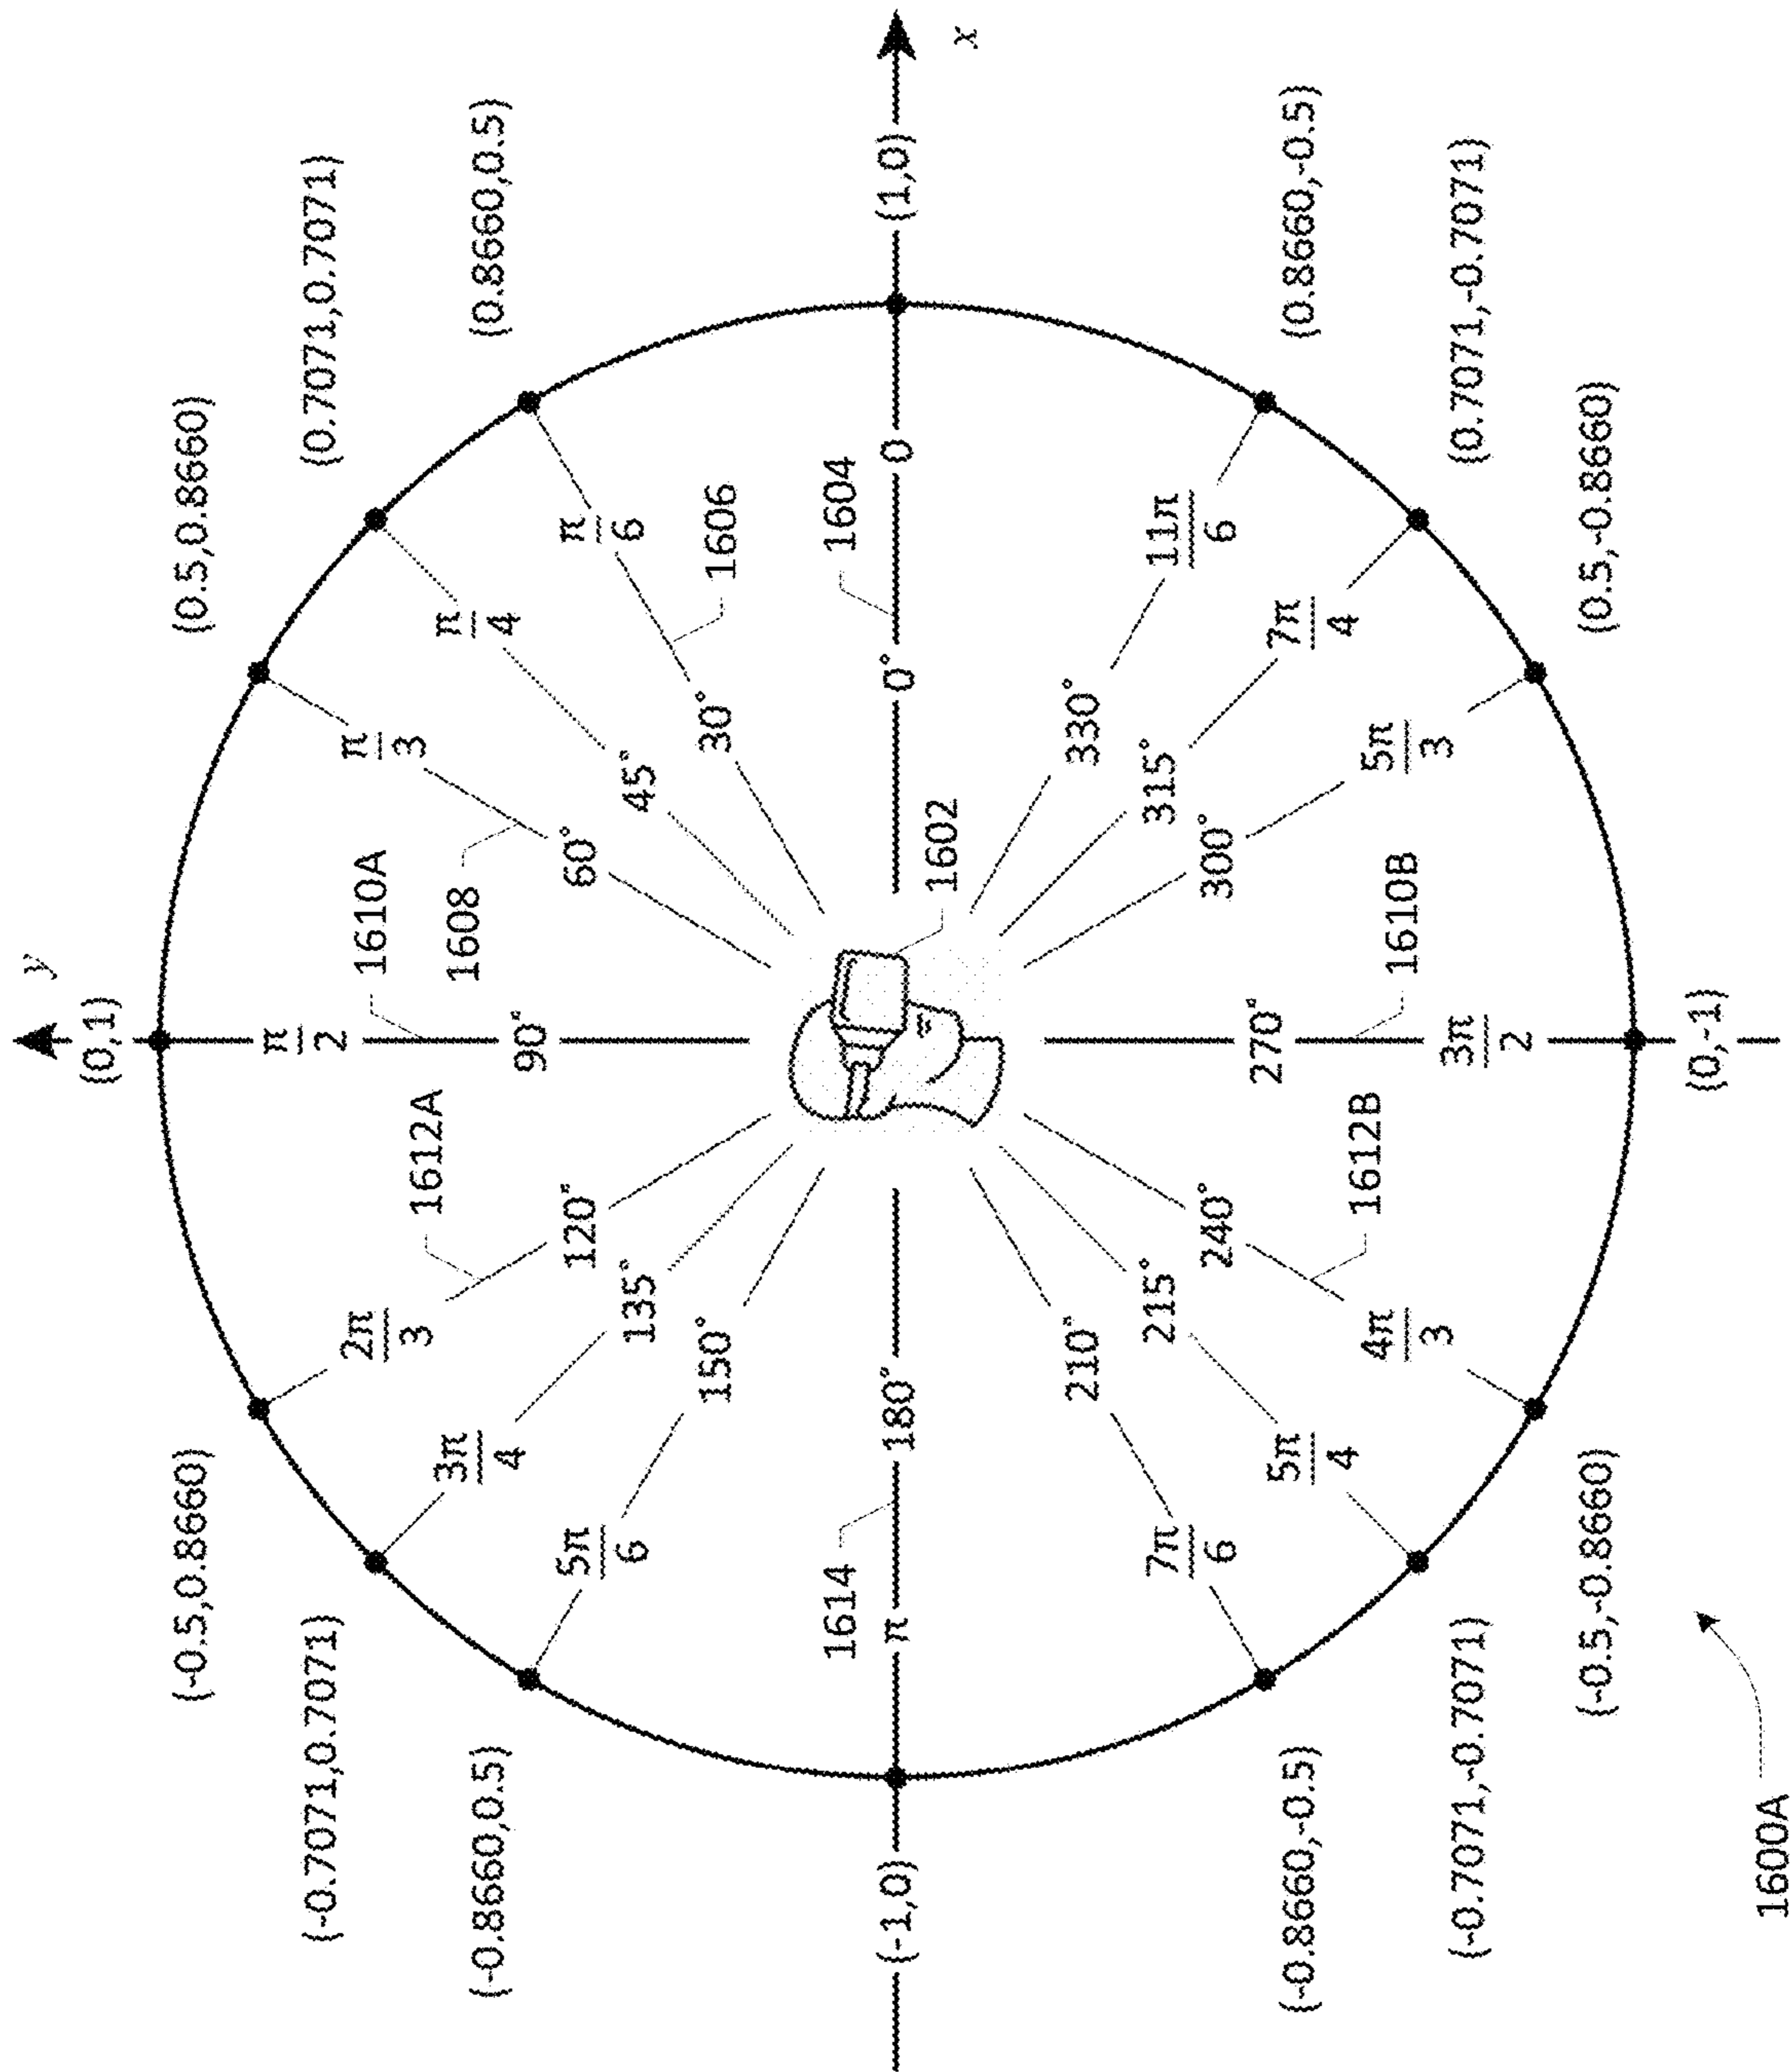 y
(0,1)
(-0.5,0.8660)
(0.5,0.8660)
π
2
(-0.7071,0.7071)
(0.7071,0.7071)
2π
3
1612A
1610A
π
3
1608
(-0.8660,0.5)
3π
4
90°
π
4
(0.8660,0.5)
120°
60°
5π
6
135°
45°
π
6
150°
30°
1606
1614
1604
(-1,0)
π
180°
0°
0
(1,0)
1602
x
210°
330°
7π
6
215°
315°
11π
6
240°
300°
(-0.8660,-0.5)
5π
4
270°
7π
4
(0.8660,-0.5)
1612B
1610B
4π
3
5π
3
(-0.7071,-0.7071)
3π
2
(0.7071,-0.7071)
(-0.5,-0.8660)
(0.5,-0.8660)
(0,-1)
1600A